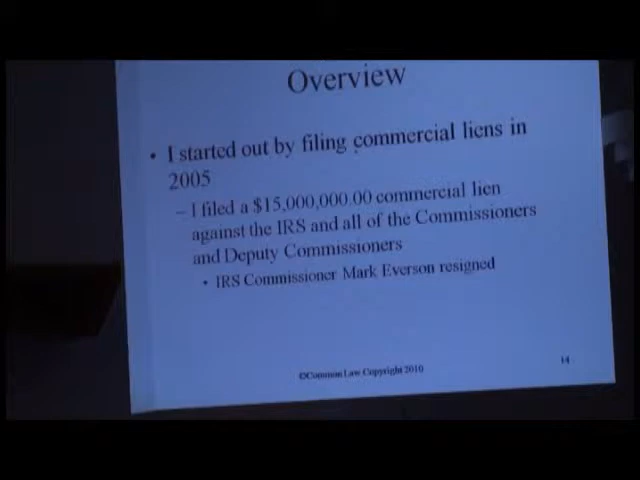 Overview
• I started out by filing commercial liens in
2005
– I filed a $15,000,000.00 commercial lien
against the IRS and all of the Commissioners
and Deputy Commissioners
• IRS Commissioner Mark Everson resigned
©Common Law Copyright 2010
14